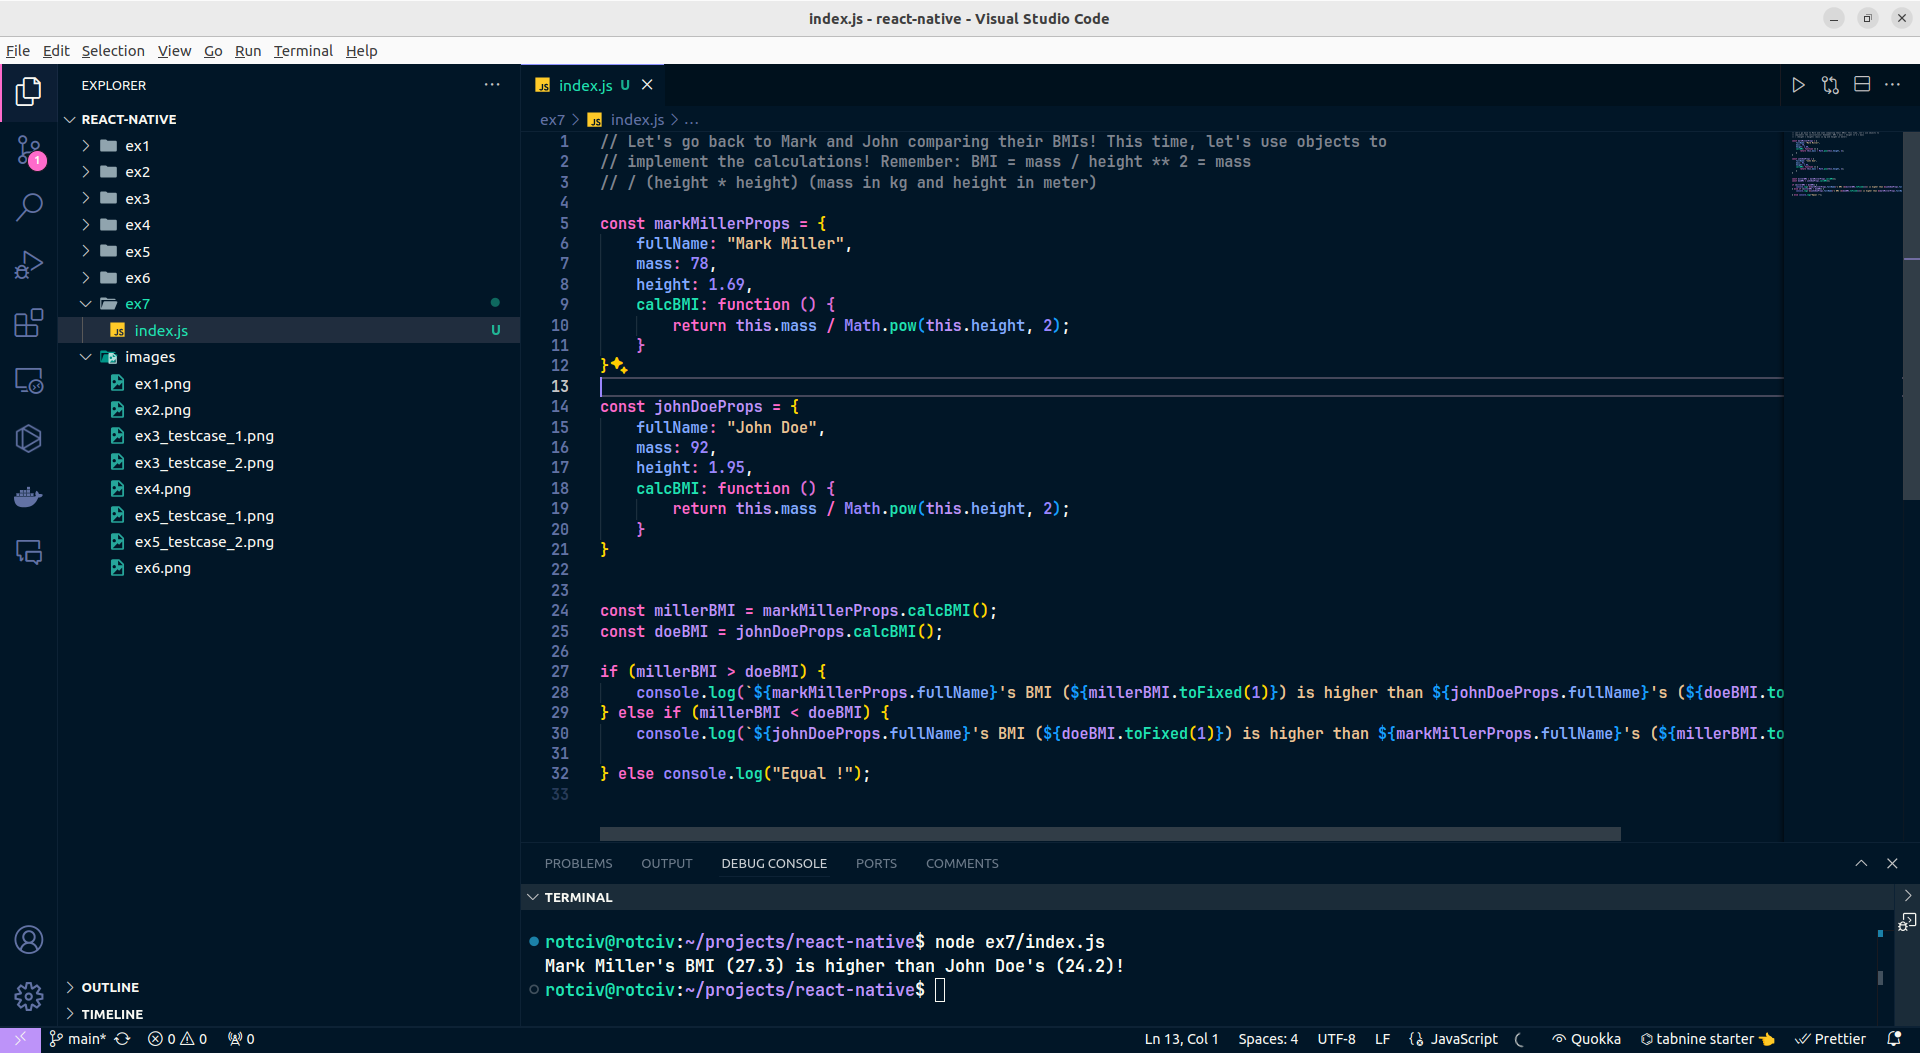 index.js - react-native - Visual Studio Code
File Edit Selection View Go Run Terminal Help
EXPLORER
REACT-NATIVE
ex1
ex2
ex3
ex4
ex5
ex6
ex7
index.js U
images
ex1.png
ex2.png
ex3_testcase_1.png
ex3_testcase_2.png
ex4.png
ex5_testcase_1.png
ex5_testcase_2.png
ex6.png
OUTLINE
TIMELINE
1
JS index.js U
ex7 > JS index.js > ...
1 // Let's go back to Mark and John comparing their BMIs! This time, let's use objects to
2 // implement the calculations! Remember: BMI = mass / height ** 2 = mass
3 // / (height * height) (mass in kg and height in meter)
4
5 const markMillerProps = {
6 fullName: "Mark Miller",
7 mass: 78,
8 height: 1.69,
9 calcBMI: function () {
10 return this.mass / Math.pow(this.height, 2);
11 }
12 }
13
14 const johnDoeProps = {
15 fullName: "John Doe",
16 mass: 92,
17 height: 1.95,
18 calcBMI: function () {
19 return this.mass / Math.pow(this.height, 2);
20 }
21 }
22
23
24 const millerBMI = markMillerProps.calcBMI();
25 const doeBMI = johnDoeProps.calcBMI();
26
27 if (millerBMI > doeBMI) {
28 console.log(`${markMillerProps.fullName}'s BMI (${millerBMI.toFixed(1)}) is higher than ${johnDoeProps.fullName}'s (${doeBMI.to
29 } else if (millerBMI < doeBMI) {
30 console.log(`${johnDoeProps.fullName}'s BMI (${doeBMI.toFixed(1)}) is higher than ${markMillerProps.fullName}'s (${millerBMI.to
31
32 } else console.log("Equal !");
33
PROBLEMS OUTPUT DEBUG CONSOLE PORTS COMMENTS
TERMINAL
rotciv@rotciv:~/projects/react-native$ node ex7/index.js
Mark Miller's BMI (27.3) is higher than John Doe's (24.2)!
rotciv@rotciv:~/projects/react-native$
main* 0 0 0 Ln 13, Col 1 Spaces: 4 UTF-8 LF {} JavaScript Quokka tabnine starter Prettier